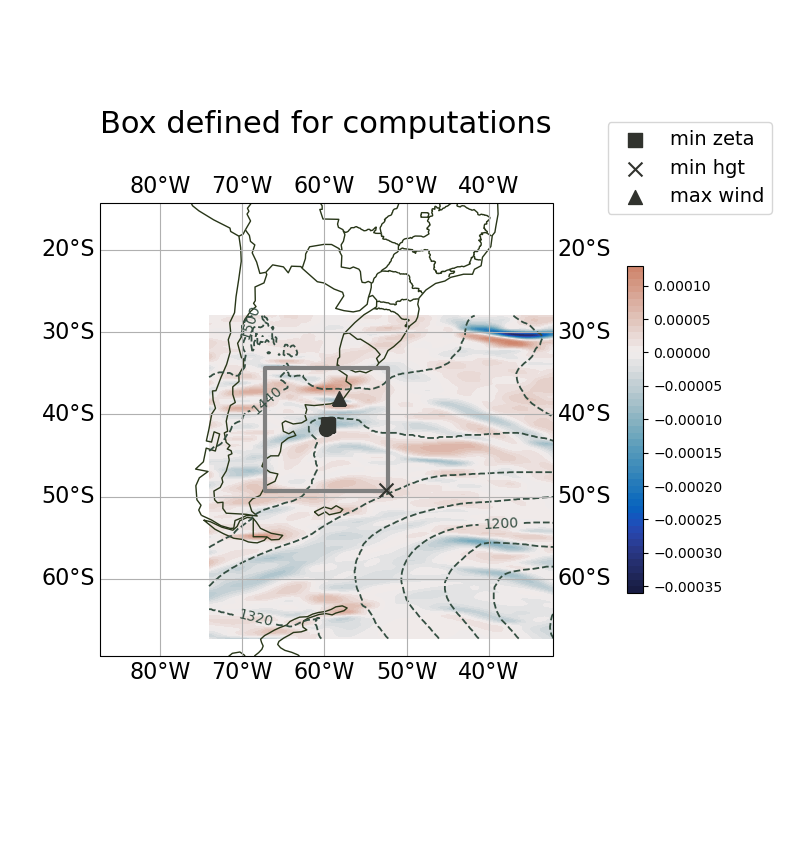 Box defined for computations
min zeta
min hgt
max wind
80°W 70°W 60°W 50°W 40°W
20°S 20°S
30°S 30°S
40°S 40°S
50°S 50°S
60°S 60°S
80°W 70°W 60°W 50°W 40°W
1500
1440
1200
1320
0.00010
0.00005
0.00000
−0.00005
−0.00010
−0.00015
−0.00020
−0.00025
−0.00030
−0.00035